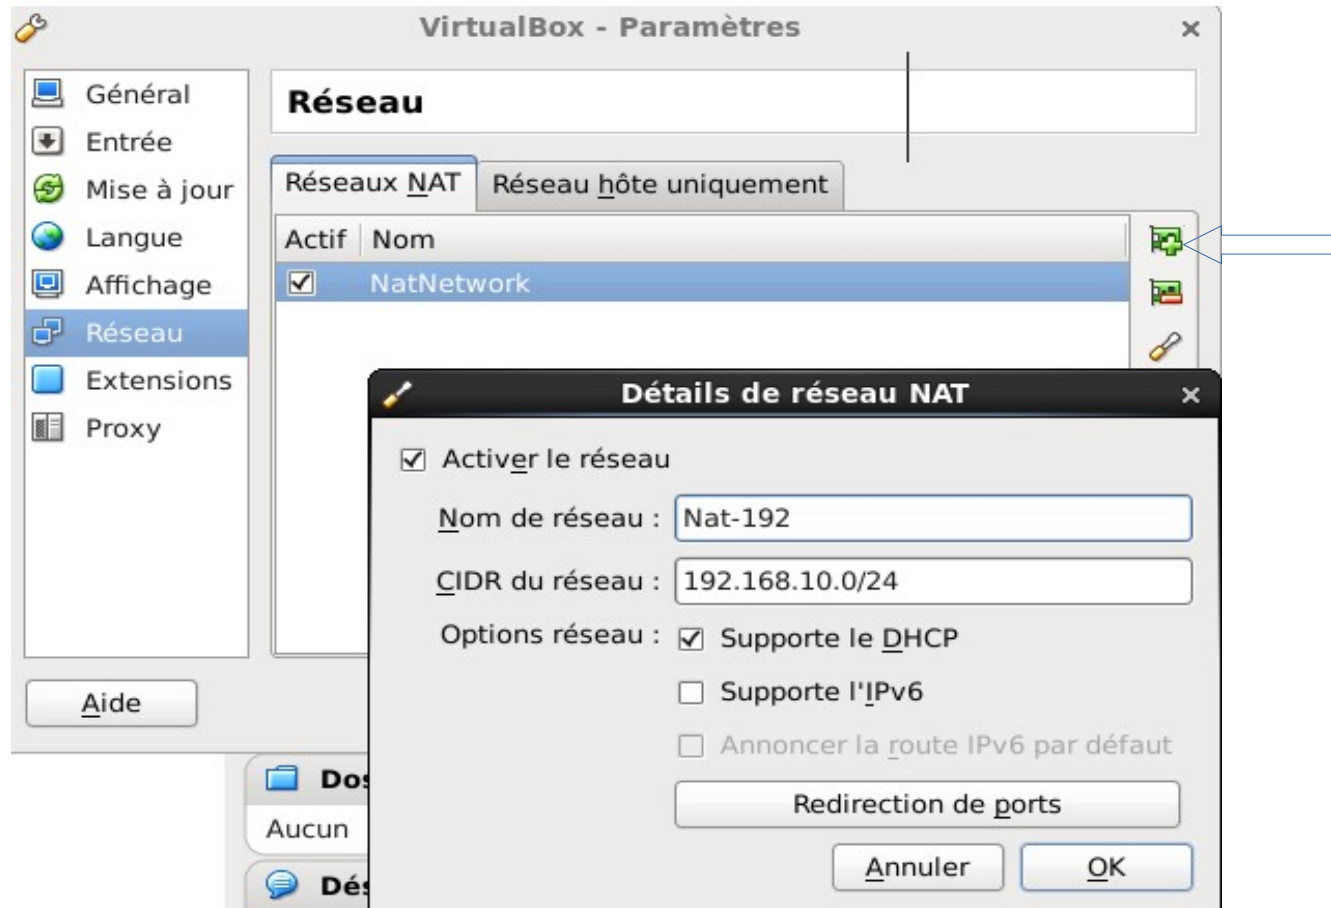 VirtualBox - Paramètres
Général
Entrée
Mise à jour
Langue
Affichage
Réseau
Extensions
Proxy
Réseau
Réseaux NAT
Réseau hôte uniquement
Actif Nom
NatNetwork
Aide
Détails de réseau NAT
Activer le réseau
Nom de réseau : Nat-192
CIDR du réseau : 192.168.10.0/24
Options réseau : Supporte le DHCP
Supporte l'IPv6
Annoncer la route IPv6 par défaut
Redirection de ports
Annuler
OK
Aucun